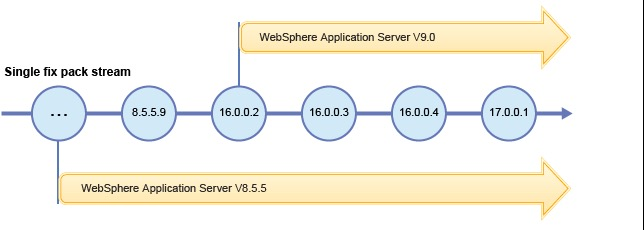 WebSphere Application Server V9.0
Single fix pack stream
...
8.5.5.9
16.0.0.2
16.0.0.3
16.0.0.4
17.0.0.1
WebSphere Application Server V8.5.5